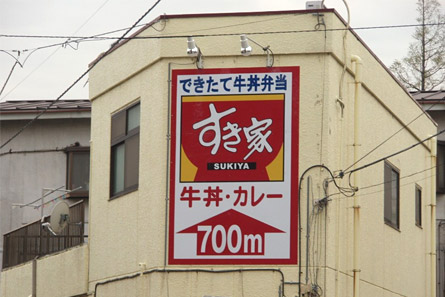 できたて牛丼弁当
すき家
SUKIYA
牛丼・カレー
700m